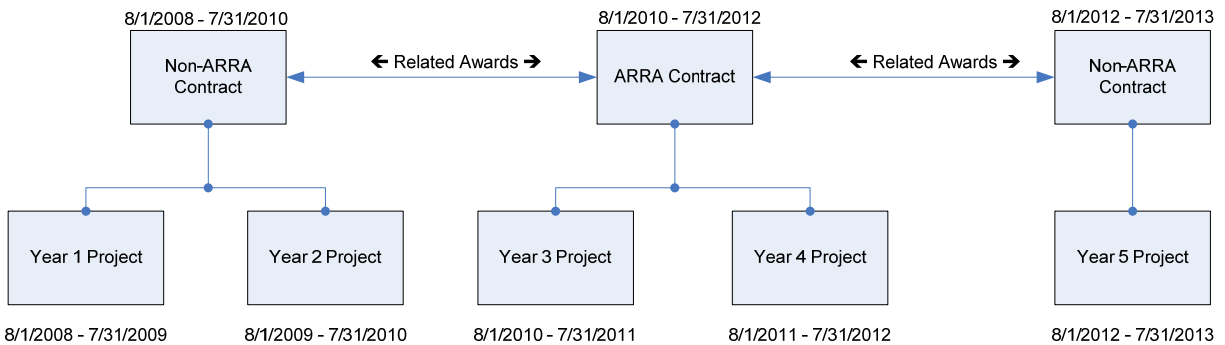 8/1/2008 - 7/31/2010
8/1/2010 - 7/31/2012
8/1/2012 - 7/31/2013
Non-ARRA
Contract
🡸 Related Awards 🡺
ARRA Contract
🡸 Related Awards 🡺
Non-ARRA
Contract
Year 1 Project
Year 2 Project
Year 3 Project
Year 4 Project
Year 5 Project
8/1/2008 - 7/31/2009
8/1/2009 - 7/31/2010
8/1/2010 - 7/31/2011
8/1/2011 - 7/31/2012
8/1/2012 - 7/31/2013